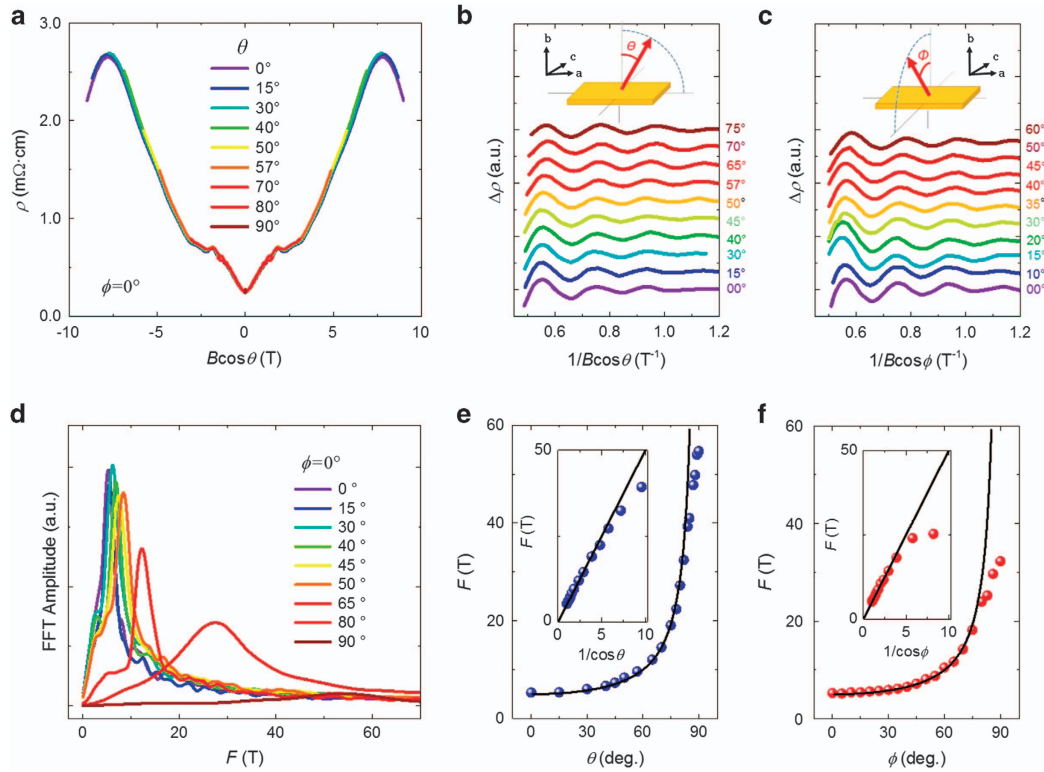 a
θ
0°
15°
30°
40°
50°
57°
70°
80°
90°
ϕ=0°
3.0
2.0
1.0
0.0
ρ (mΩ·cm)
-10 -5 0 5 10
Bcosθ (T)
b
b
c
a
θ
75°
70°
65°
57°
50°
45°
40°
30°
15°
00°
Δρ (a.u.)
0.6 0.8 1.0 1.2
1/Bcosθ (T⁻¹)
c
b
c
a
Φ
60°
50°
45°
40°
35°
30°
20°
15°
10°
00°
Δρ (a.u.)
0.6 0.8 1.0 1.2
1/Bcosϕ (T⁻¹)
d
ϕ=0°
0 °
15 °
30 °
40 °
45 °
50 °
65 °
80 °
90 °
FFT Amplitude (a.u.)
0 20 40 60
F (T)
e
60
40
20
0
F (T)
50
0
F (T)
0 5 10
1/cosθ
0 30 60 90
θ (deg.)
f
60
40
20
0
F (T)
50
0
F (T)
0 5 10
1/cosϕ
0 30 60 90
ϕ (deg.)